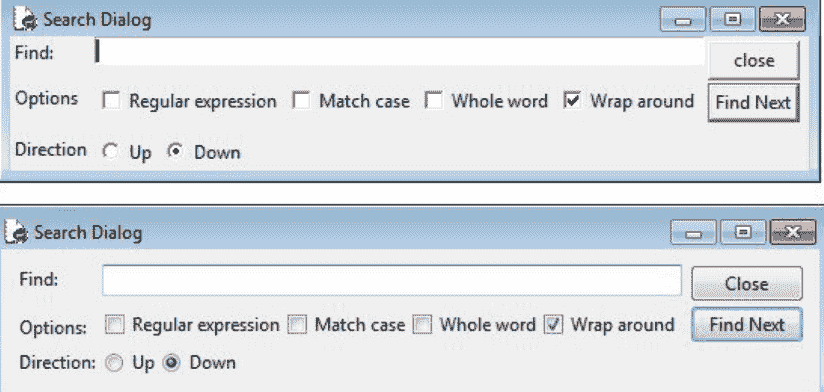 Search Dialog
Find: close
Options Regular expression Match case Whole word Wrap around Find Next
Direction Up Down
Search Dialog
Find: Close
Options: Regular expression Match case Whole word Wrap around Find Next
Direction: Up Down